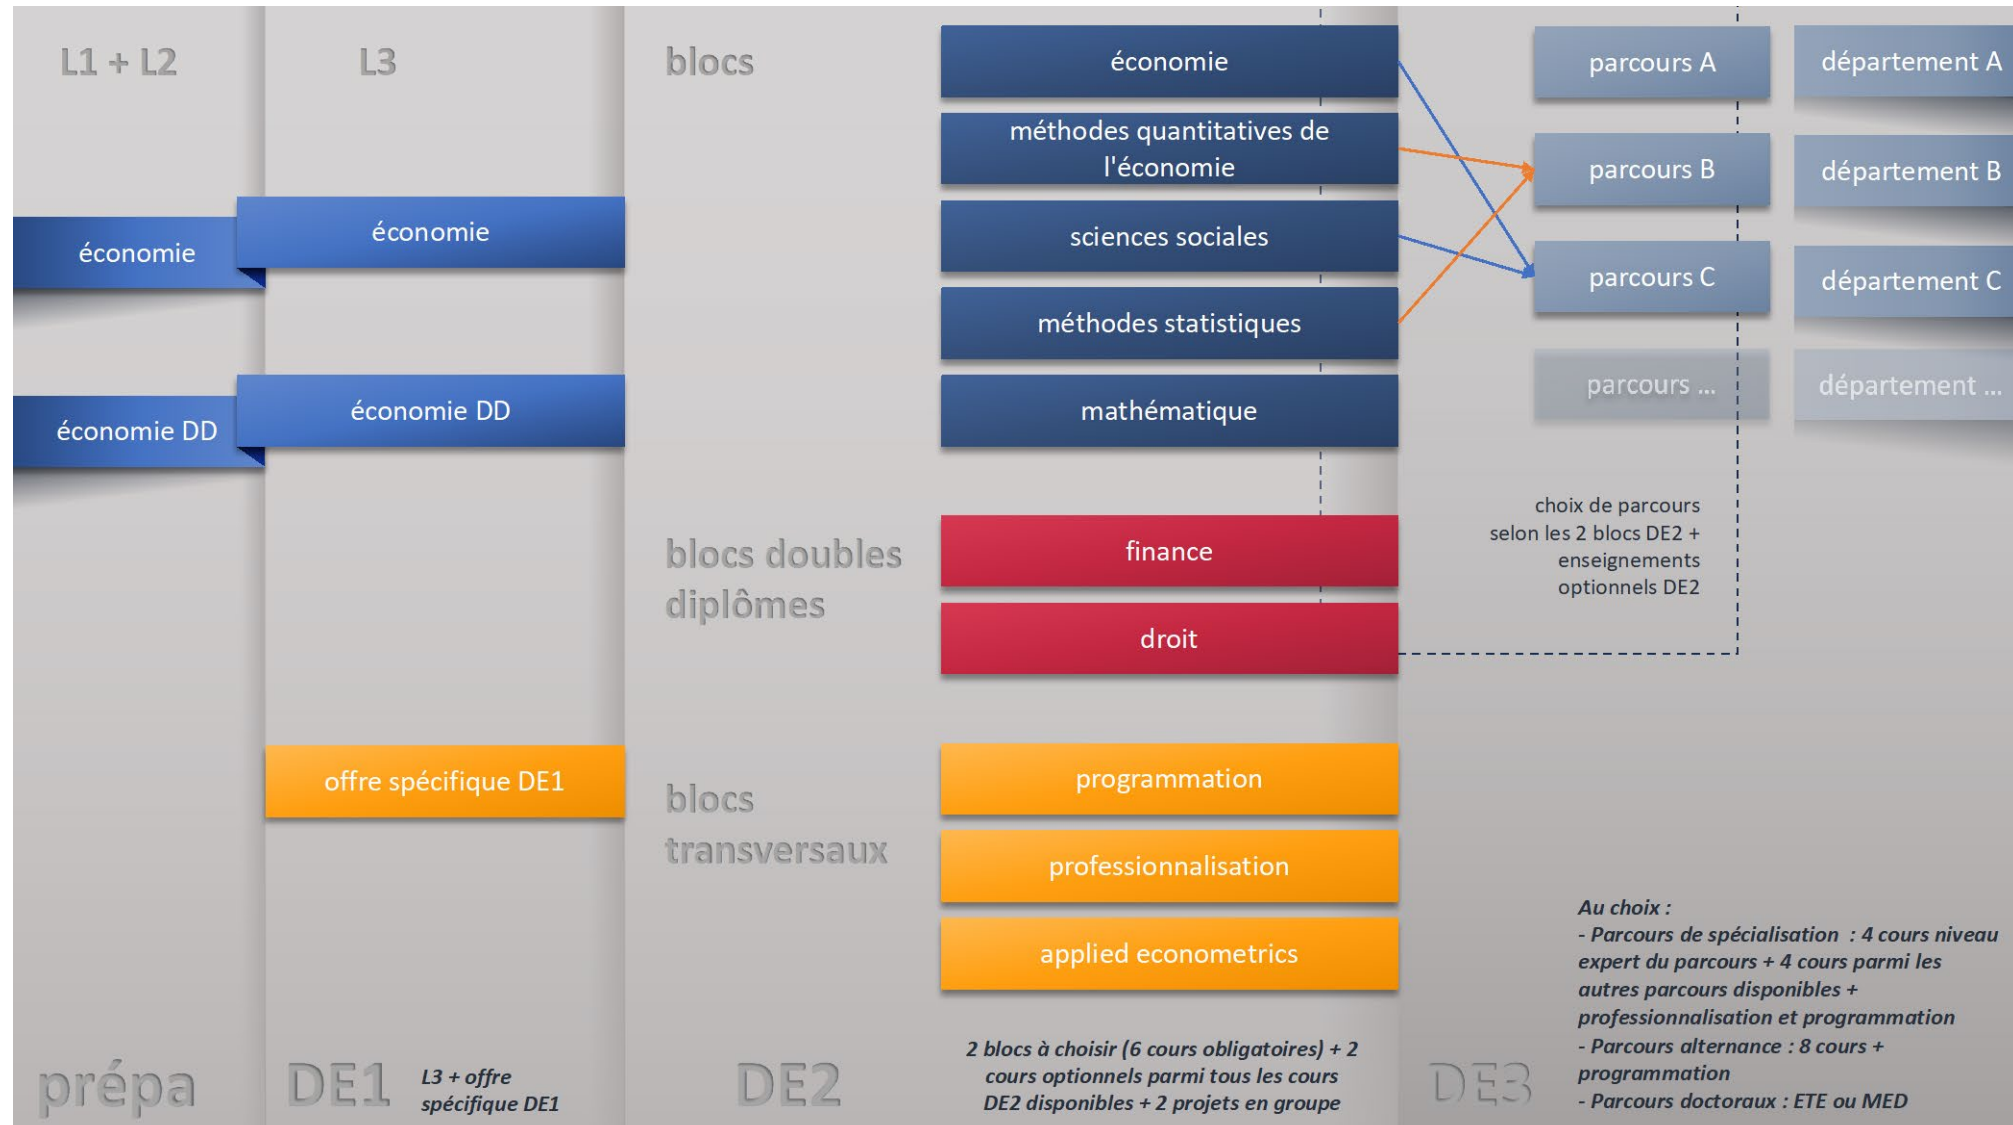 L1 + L2
économie
économie DD
prépa
L3
économie
économie DD
offre spécifique DE1
DE1
L3 + offre
spécifique DE1
blocs
économie
méthodes quantitatives de
l'économie
sciences sociales
méthodes statistiques
mathématique
blocs doubles
diplômes
finance
droit
blocs
transversaux
programmation
professionnalisation
applied econometrics
DE2
2 blocs à choisir (6 cours obligatoires) + 2
cours optionnels parmi tous les cours
DE2 disponibles + 2 projets en groupe
parcours A
département A
parcours B
département B
parcours C
département C
parcours ...
département ...
choix de parcours
selon les 2 blocs DE2 +
enseignements
optionnels DE2
DE3
Au choix :
- Parcours de spécialisation  : 4 cours niveau
expert du parcours + 4 cours parmi les
autres parcours disponibles +
professionnalisation et programmation
- Parcours alternance : 8 cours +
programmation
- Parcours doctoraux : ETE ou MED